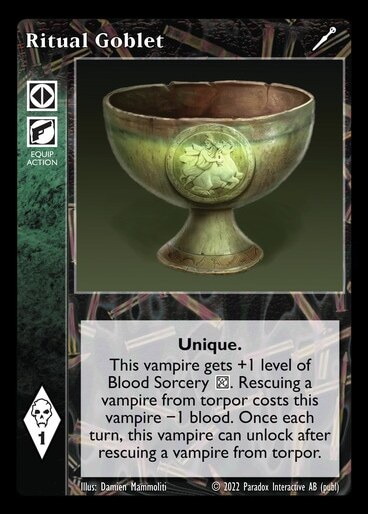 Ritual Goblet
EQUIP
ACTION
Unique.
This vampire gets +1 level of
Blood Sorcery. Rescuing a
vampire from torpor costs this
vampire −1 blood. Once each
turn, this vampire can unlock after
rescuing a vampire from torpor.
1
Illus: Damien Mammoliti
© 2022 Paradox Interactive AB (publ)